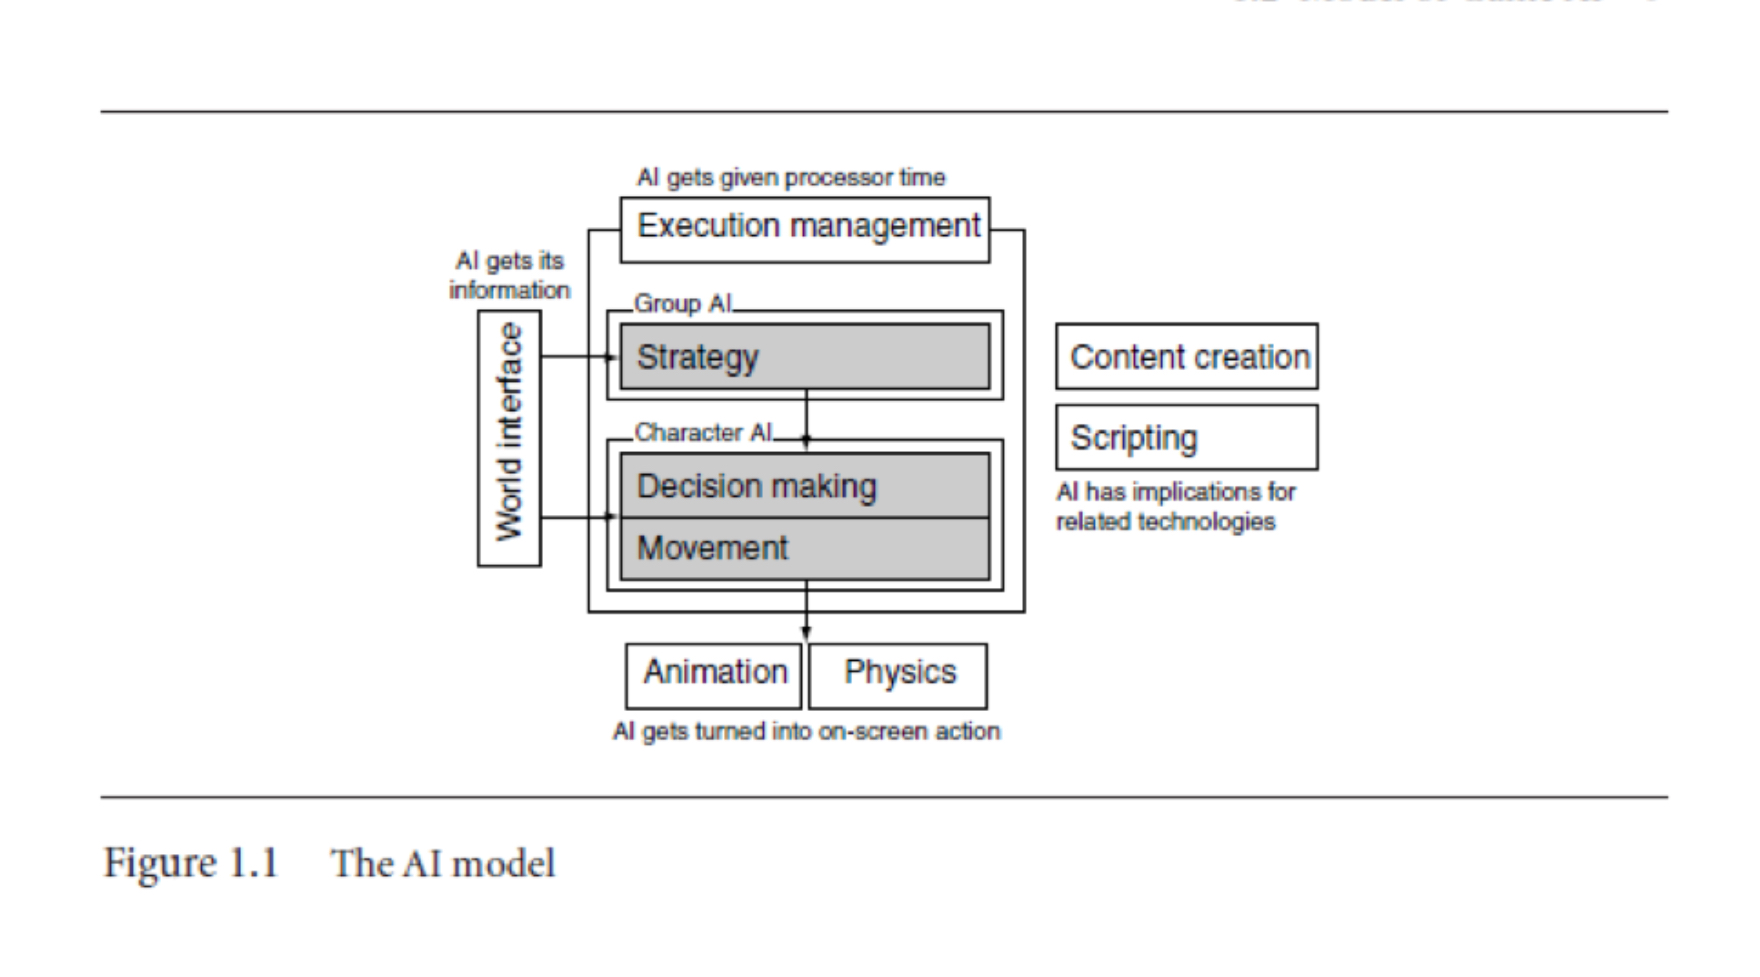 AI gets given processor time
Execution management
AI gets its
information
Group AI
World interface
Strategy
Content creation
Character AI
Scripting
Decision making
AI has implications for
related technologies
Movement
Animation
Physics
AI gets turned into on-screen action
Figure 1.1 The AI model